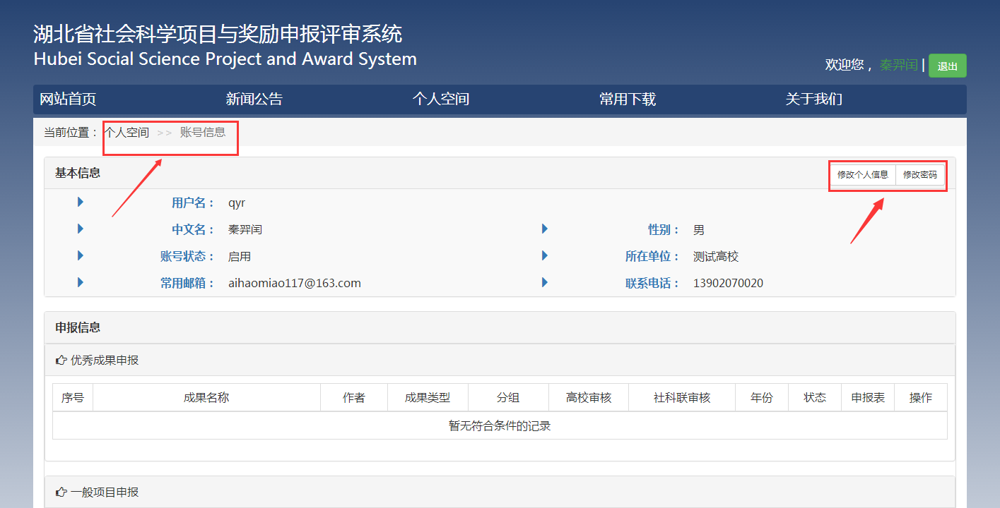 湖北省社会科学项目与奖励申报评审系统
Hubei Social Science Project and Award System
欢迎您， 秦羿闰 | 退出
网站首页 新闻公告 个人空间 常用下载 关于我们
当前位置： 个人空间 >> 账号信息
基本信息 修改个人信息 修改密码
用户名： qyr
中文名： 秦羿闰 性别： 男
账号状态： 启用 所在单位： 测试高校
常用邮箱： aihaomiao117@163.com 联系电话： 13902070020
申报信息
优秀成果申报
序号 成果名称 作者 成果类型 分组 高校审核 社科联审核 年份 状态 申报表 操作
暂无符合条件的记录
一般项目申报